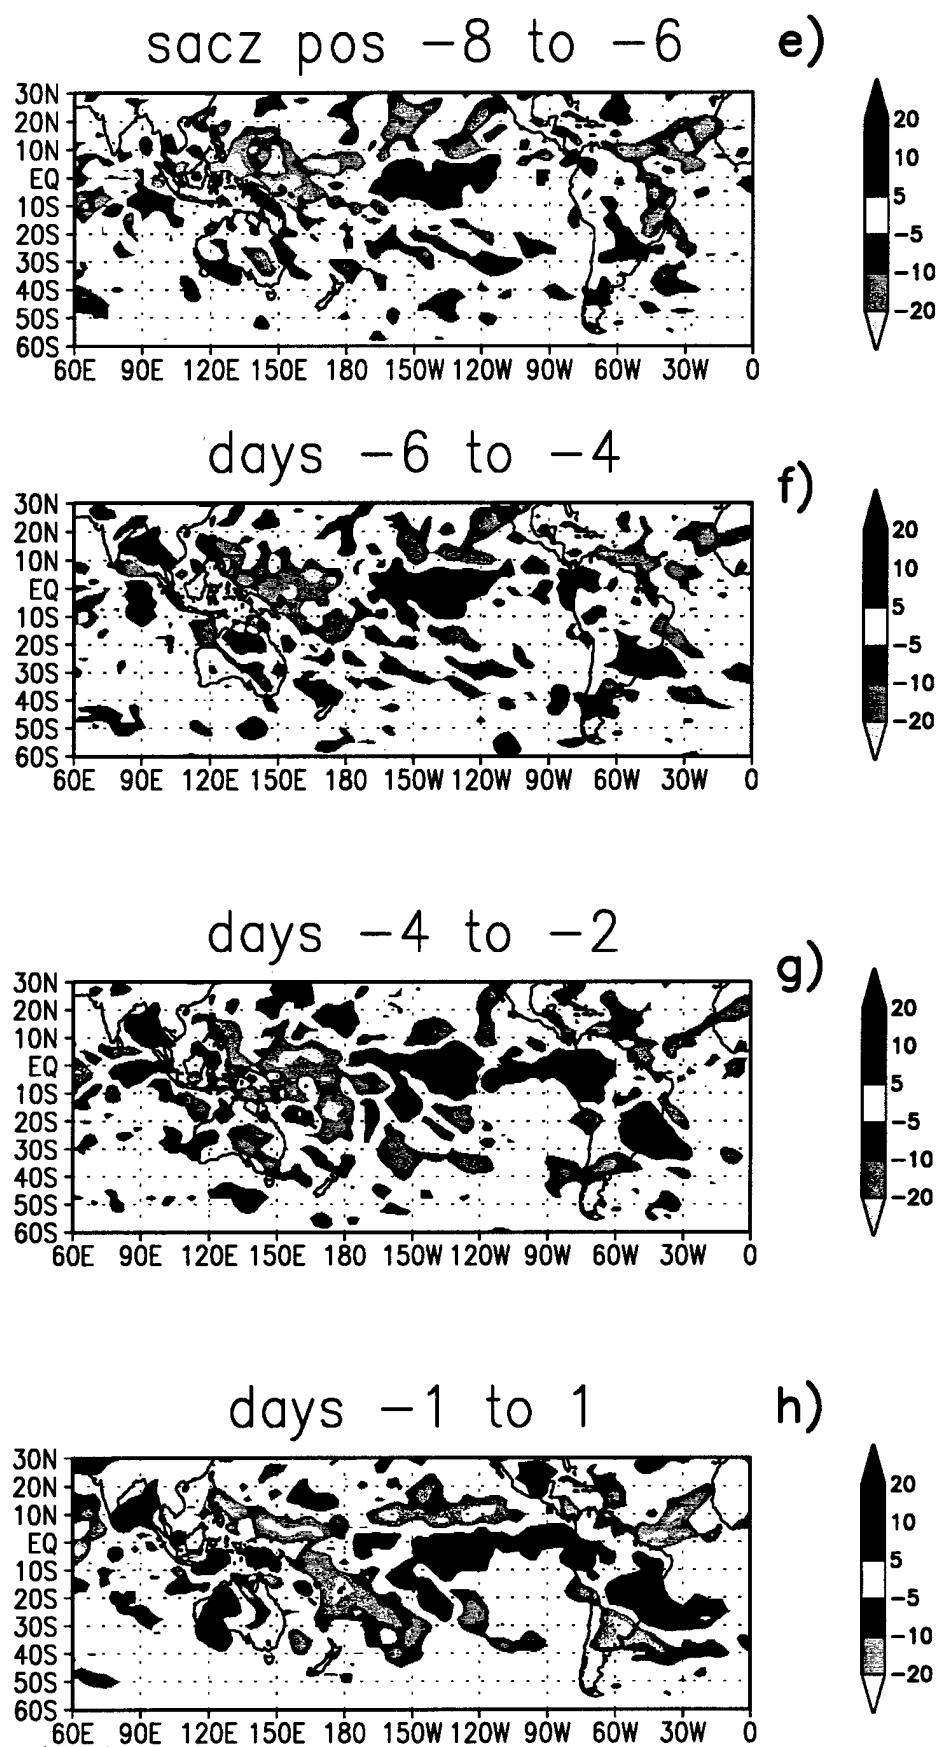 sacz pos −8 to −6 e)
30N
20N
10N
EQ
10S
20S
30S
40S
50S
60S
60E 90E 120E 150E 180 150W 120W 90W 60W 30W 0
20
10
5
−5
−10
−20
days −6 to −4 f)
30N
20N
10N
EQ
10S
20S
30S
40S
50S
60S
60E 90E 120E 150E 180 150W 120W 90W 60W 30W 0
20
10
5
−5
−10
−20
days −4 to −2 g)
30N
20N
10N
EQ
10S
20S
30S
40S
50S
60S
60E 90E 120E 150E 180 150W 120W 90W 60W 30W 0
20
10
5
−5
−10
−20
days −1 to 1 h)
30N
20N
10N
EQ
10S
20S
30S
40S
50S
60S
60E 90E 120E 150E 180 150W 120W 90W 60W 30W 0
20
10
5
−5
−10
−20